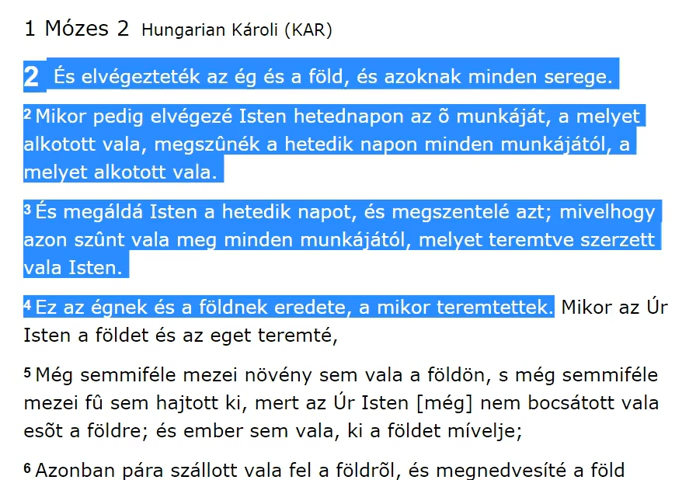 1 Mózes 2 Hungarian Károli (KAR)
2 És elvégezteték az ég és a föld, és azoknak minden serege.
2 Mikor pedig elvégezé Isten hetednapon az õ munkáját, a melyet
alkotott vala, megszûnék a hetedik napon minden munkájától, a
melyet alkotott vala.
3 És megáldá Isten a hetedik napot, és megszentelé azt; mivelhogy
azon szûnt vala meg minden munkájától, melyet teremtve szerzett
vala Isten.
4 Ez az égnek és a földnek eredete, a mikor teremtettek. Mikor az Úr
Isten a földet és az eget teremté,
5 Még semmiféle mezei növény sem vala a földön, s még semmiféle
mezei fû sem hajtott ki, mert az Úr Isten [még] nem bocsátott vala
esõt a földre; és ember sem vala, ki a földet mívelje;
6 Azonban pára szállott vala fel a földrõl, és megnedvesíté a föld